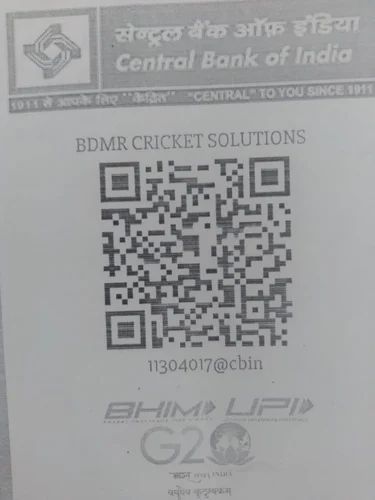 सेन्ट्रल बैंक ऑफ़ इंडिया
Central Bank of India
1911 से आपके लिए "केंद्रित" "CENTRAL" TO YOU SINCE 1911
BDMR CRICKET SOLUTIONS
11304017@cbin
BHIM UPI
G20
वसुधैव कुटुम्बकम्